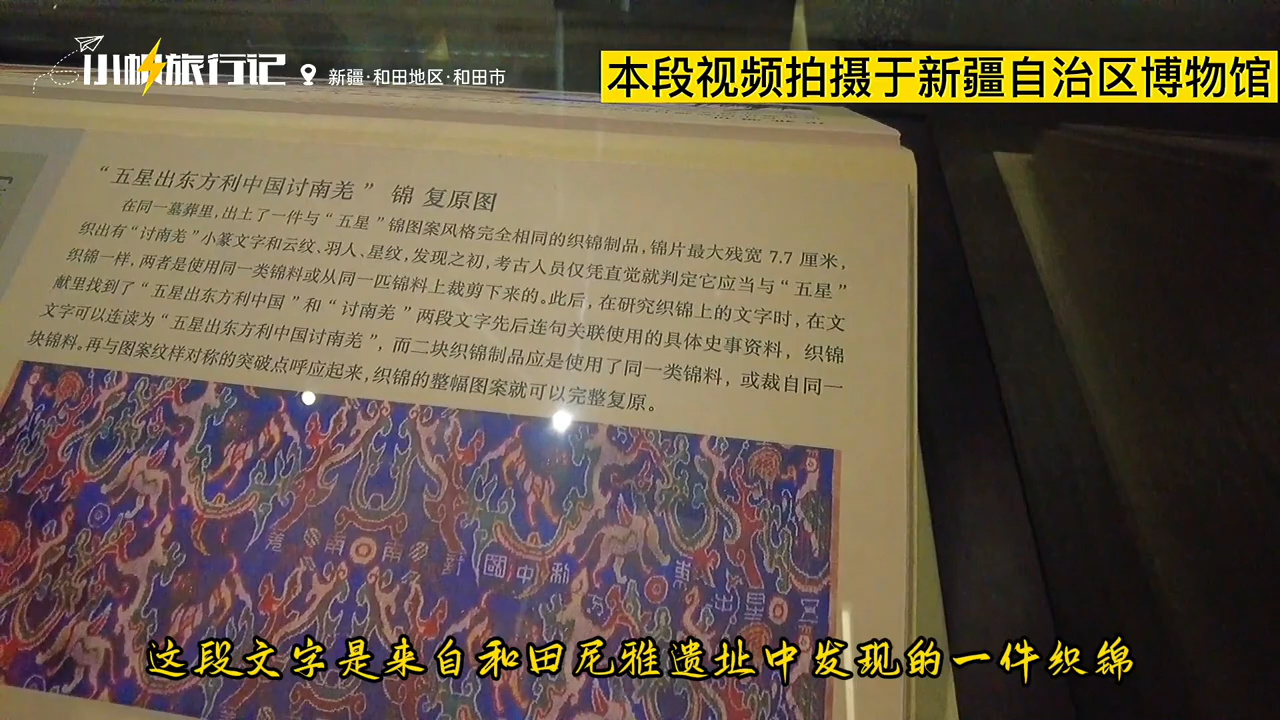 小帧旅行记
新疆·和田地区·和田市
本段视频拍摄于新疆自治区博物馆
“五星出东方利中国讨南羌” 锦 复原图
在同一墓葬里,出土了一件与“五星”锦图案风格完全相同的织锦制品,锦片最大残宽 7.7 厘米,
织出有“讨南羌”小篆文字和云纹、羽人、星纹,发现之初,考古人员仅凭直觉就判定它应当与“五星”
织锦一样,两者是使用同一类锦料或从同一匹锦料上裁剪下来的。此后,在研究织锦上的文字时,在文
献里找到了“五星出东方利中国”和“讨南羌”两段文字先后连句关联使用的具体史事资料,织锦
文字可以连读为“五星出东方利中国讨南羌”,而二块织锦制品应是使用了同一类锦料,或裁自同一
块锦料。再与图案纹样对称的突破点呼应起来,织锦的整幅图案就可以完整复原。
羌 南 討 國 中 利 方 東 出 星 五
这段文字是来自和田尼雅遗址中发现的一件织锦